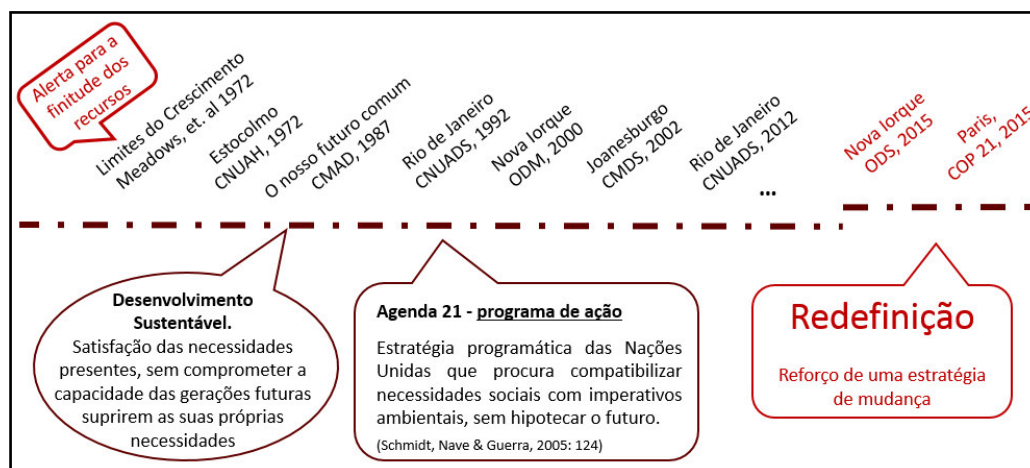 Alerta para a
finitude dos
recursos
Limites do Crescimento
Meadows, et. al 1972
Estocolmo
CNUAH, 1972
O nosso futuro comum
CMAD, 1987
Rio de Janeiro
CNUADS, 1992
Nova Iorque
ODM, 2000
Joanesburgo
CMDS, 2002
Rio de Janeiro
CNUADS, 2012
...
Nova Iorque
ODS, 2015
Paris,
COP 21, 2015
Desenvolvimento
Sustentável.
Satisfação das necessidades
presentes, sem comprometer a
capacidade das gerações futuras
suprirem as suas próprias
necessidades
Agenda 21 - programa de ação
Estratégia programática das Nações
Unidas que procura compatibilizar
necessidades sociais com imperativos
ambientais, sem hipotecar o futuro.
(Schmidt, Nave & Guerra, 2005: 124)
Redefinição
Reforço de uma estratégia
de mudança